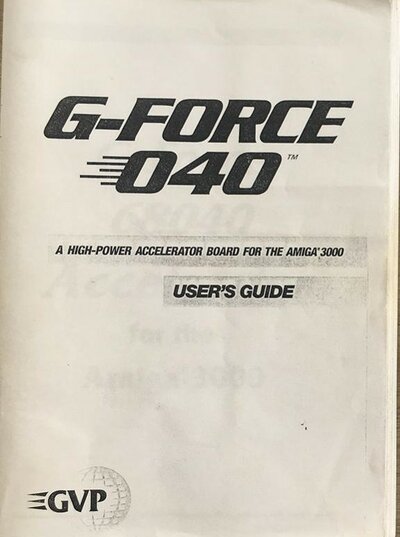 G-FORCE
040™
A HIGH-POWER ACCELERATOR BOARD FOR THE AMIGA® 3000
USER'S GUIDE
GVP